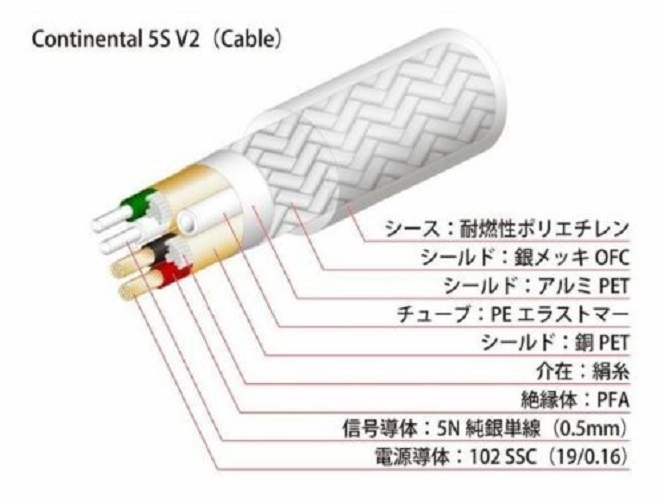 Continental 5S V2（Cable）
シース：耐燃性ポリエチレン
シールド：銀メッキ OFC
シールド：アルミ PET
チューブ：PE エラストマー
シールド：銅 PET
介在：絹糸
絶縁体：PFA
信号導体：5N 純銀単線（0.5mm）
電源導体：102 SSC（19/0.16）